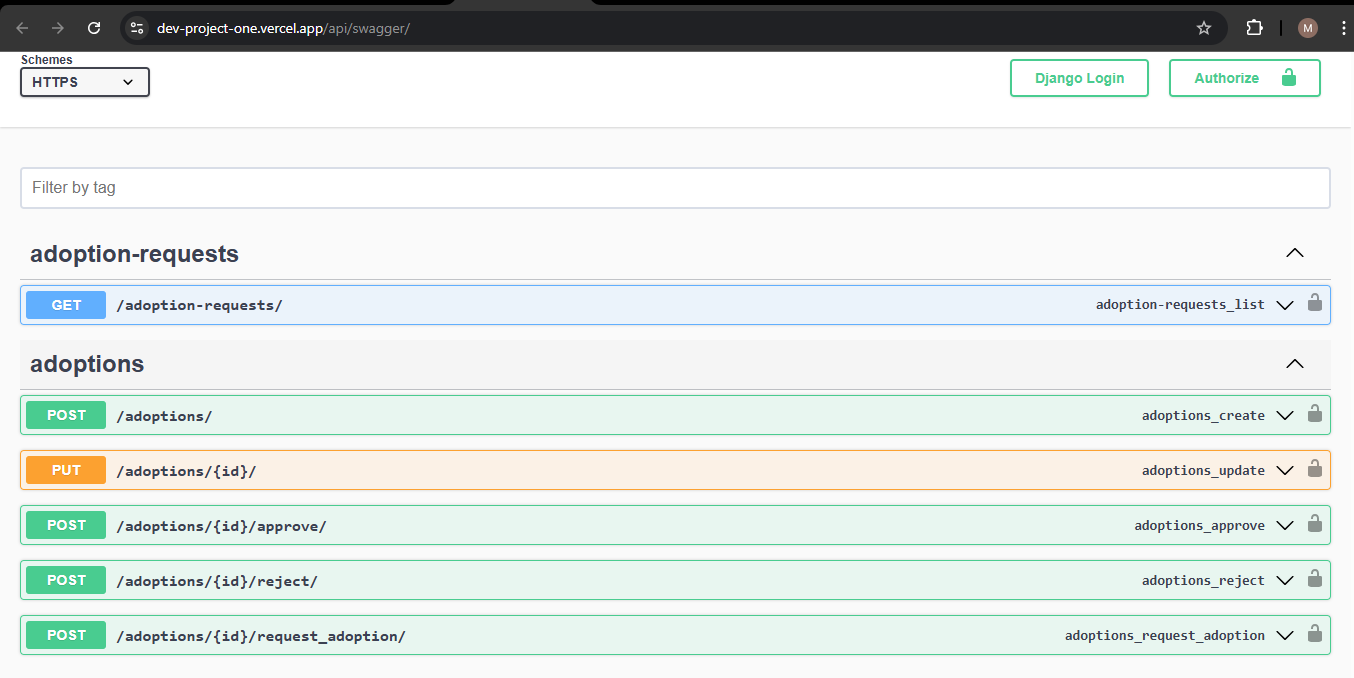 dev-project-one.vercel.app/api/swagger/
M
Schemes
HTTPS
Django Login
Authorize
Filter by tag
adoption-requests
GET /adoption-requests/ adoption-requests_list
adoptions
POST /adoptions/ adoptions_create
PUT /adoptions/{id}/ adoptions_update
POST /adoptions/{id}/approve/ adoptions_approve
POST /adoptions/{id}/reject/ adoptions_reject
POST /adoptions/{id}/request_adoption/ adoptions_request_adoption